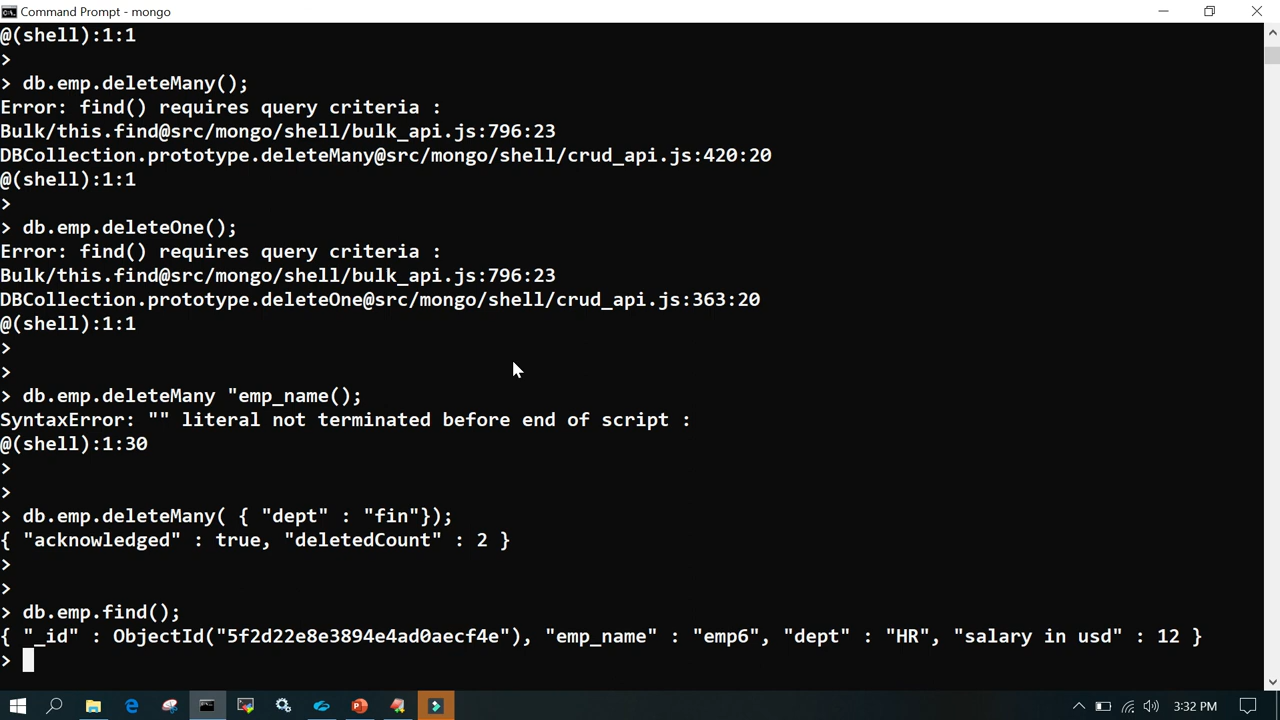 Command Prompt - mongo
@(shell):1:1
>
> db.emp.deleteMany();
Error: find() requires query criteria :
Bulk/this.find@src/mongo/shell/bulk_api.js:796:23
DBCollection.prototype.deleteMany@src/mongo/shell/crud_api.js:420:20
@(shell):1:1
>
> db.emp.deleteOne();
Error: find() requires query criteria :
Bulk/this.find@src/mongo/shell/bulk_api.js:796:23
DBCollection.prototype.deleteOne@src/mongo/shell/crud_api.js:363:20
@(shell):1:1
>
>
> db.emp.deleteMany "emp_name();
SyntaxError: "" literal not terminated before end of script :
@(shell):1:30
>
>
> db.emp.deleteMany( { "dept" : "fin"});
{ "acknowledged" : true, "deletedCount" : 2 }
>
>
> db.emp.find();
{ "_id" : ObjectId("5f2d22e8e3894e4ad0aecf4e"), "emp_name" : "emp6", "dept" : "HR", "salary in usd" : 12 }
>
3:32 PM